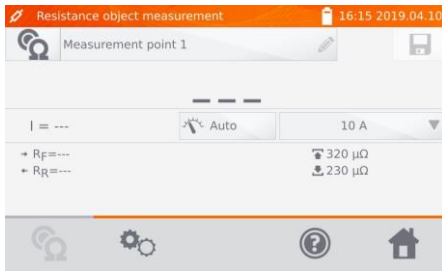 Resistance object measurement 16:15 2019.04.10
Measurement point 1
---
I = --- Auto 10 A
RF=--- 320 μΩ
RR=--- 230 μΩ